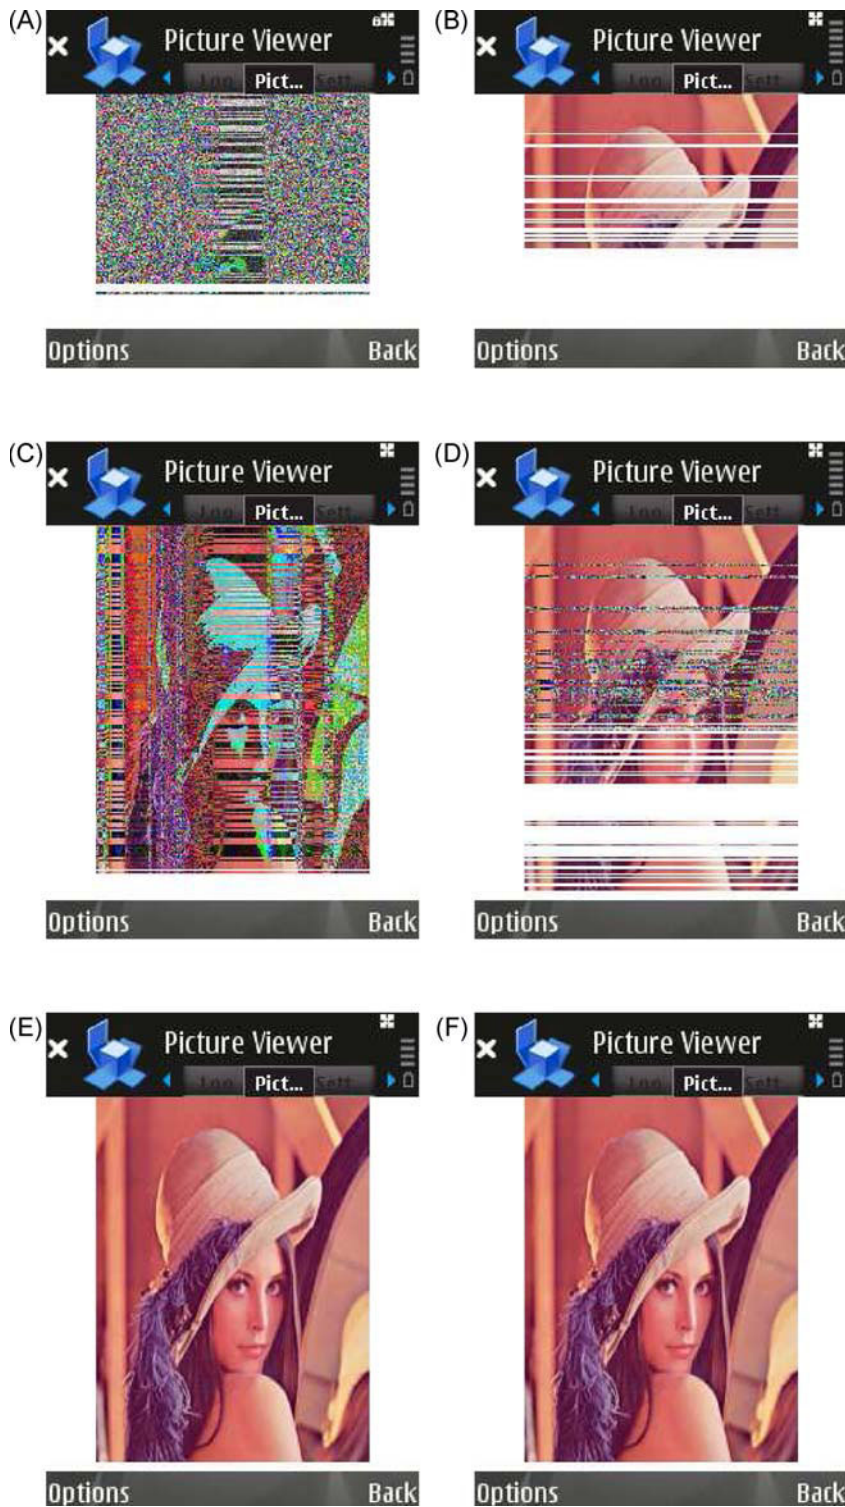 (A) Picture Viewer
Pict...
Options Back
(B) Picture Viewer
Pict... Sett...
Options Back
(C) Picture Viewer
Pict...
Options Back
(D) Picture Viewer
Pict...
Options Back
(E) Picture Viewer
Pict...
Options Back
(F) Picture Viewer
Pict...
Options Back